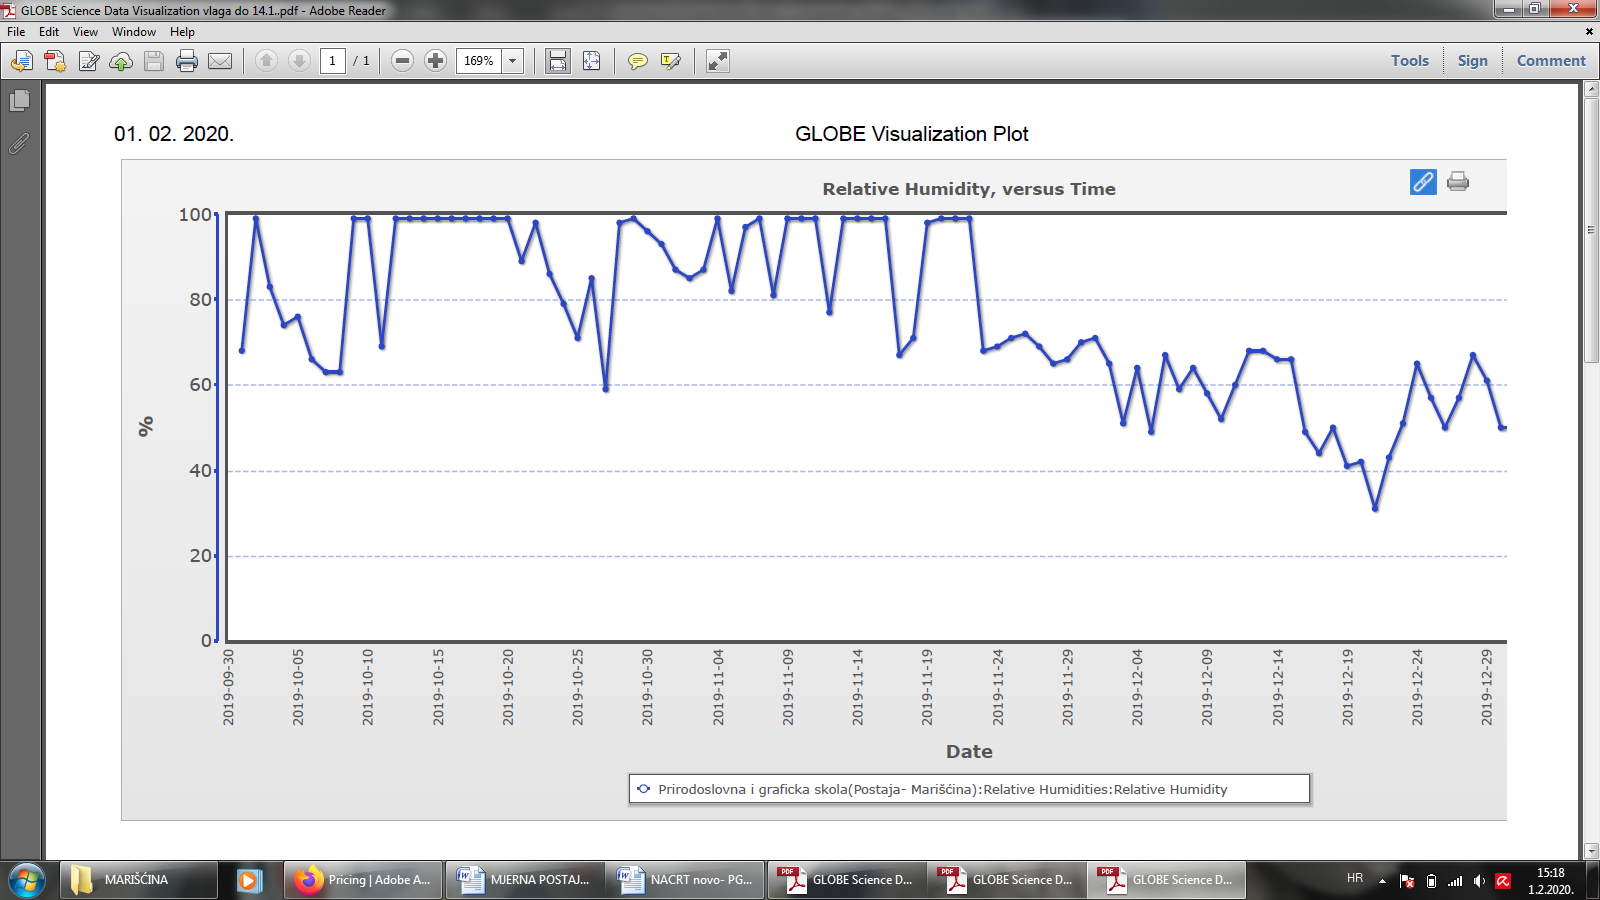 GLOBE Science Data Visualization vlaga do 14.1..pdf - Adobe Reader
File Edit View Window Help
1 / 1 169% Tools Sign Comment
01. 02. 2020. GLOBE Visualization Plot
Relative Humidity, versus Time
100
80
60
40
20
0
%
2019-09-30 2019-10-05 2019-10-10 2019-10-15 2019-10-20 2019-10-25 2019-10-30 2019-11-04 2019-11-09 2019-11-14 2019-11-19 2019-11-24 2019-11-29 2019-12-04 2019-12-09 2019-12-14 2019-12-19 2019-12-24 2019-12-29
Date
Prirodoslovna i graficka skola(Postaja- Marišćina):Relative Humidities:Relative Humidity
MARIŠĆINA Pricing | Adobe A... MJERNA POSTAJ... NACRT novo- PG... GLOBE Science D... GLOBE Science D... GLOBE Science D... HR 15:18
1.2.2020.